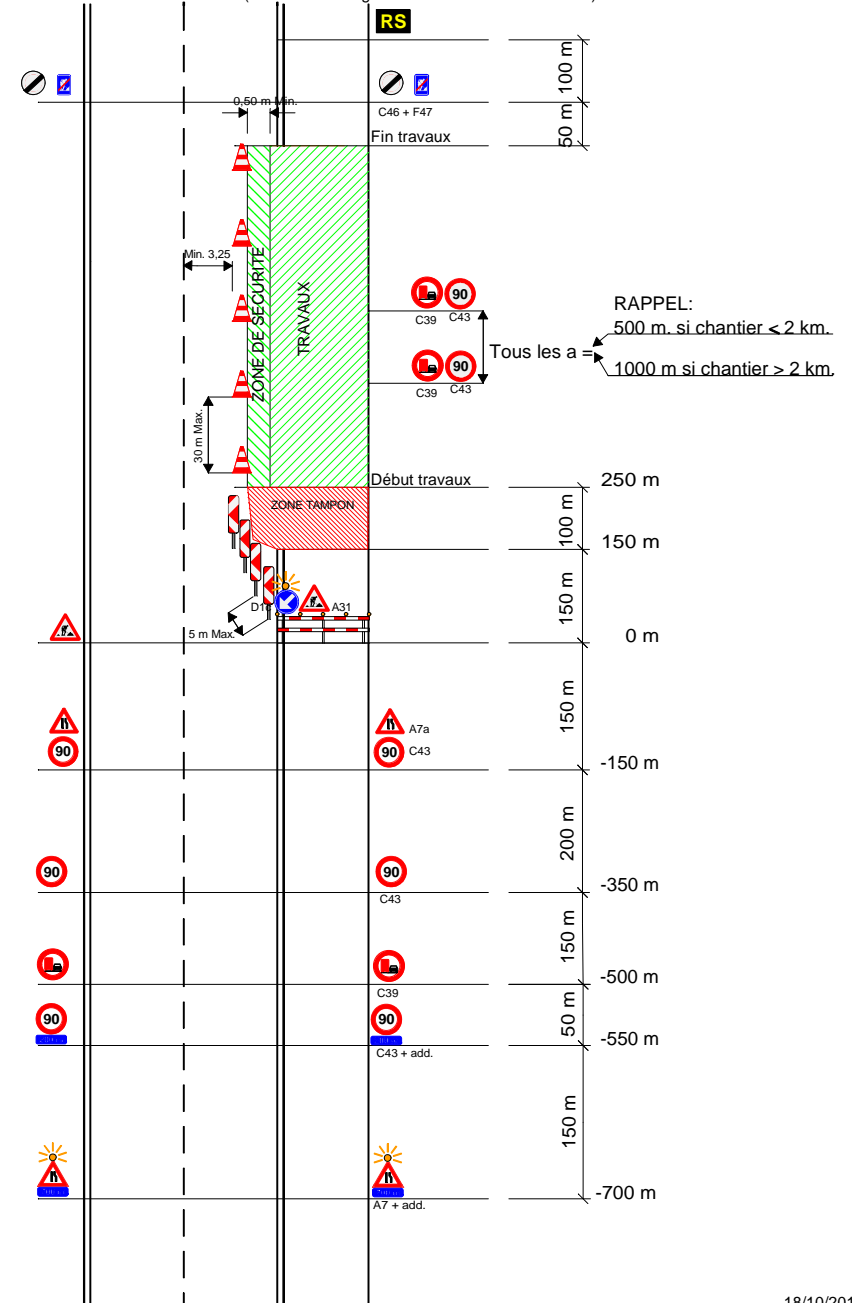 RS
100 m
0,50 m Min.
C46 + F47
50 m
Fin travaux
Min. 3,25
ZONE DE SECURITE
TRAVAUX
90
C39 C43
RAPPEL:
500 m. si chantier < 2 km.
Tous les a =
1000 m si chantier > 2 km.
90
C39 C43
30 m Max.
Début travaux
250 m
ZONE TAMPON
100 m
150 m
A31
5 m Max.
150 m
0 m
A7a
90
90 C43
150 m
-150 m
200 m
90
90
C43
-350 m
150 m
C39
-500 m
90
90
50 m
C43 + add.
-550 m
150 m
A7 + add.
-700 m